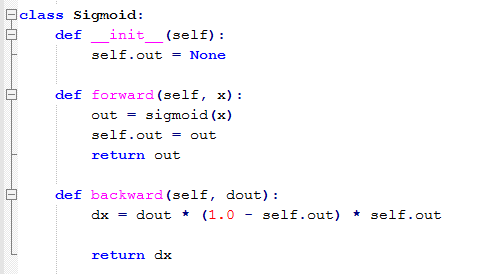 class Sigmoid:
    def __init__(self):
        self.out = None
    def forward(self, x):
        out = sigmoid(x)
        self.out = out
        return out
    def backward(self, dout):
        dx = dout * (1.0 - self.out) * self.out
        return dx